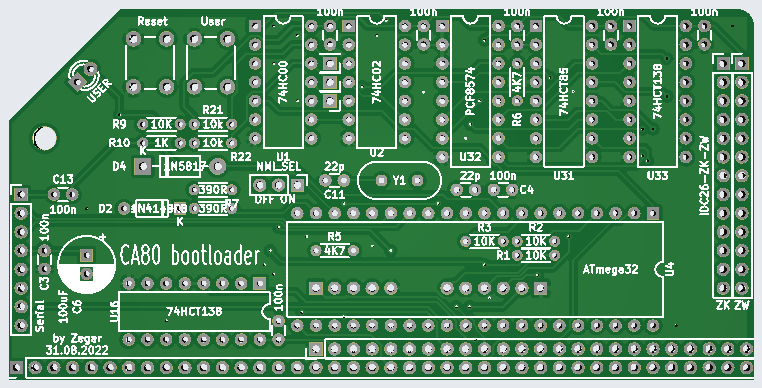 Reset
User
100n
100n
100n
100n
100n
USER
74HC00
74HC02
PCF8574
74HCT85
74HCT138
4K7
R6
R9
10K
R21
10k
R10
1K
10k
R22
U1
U2
U32
U31
U33
K
D4
1N5817
NMI_SEL
OFF ON
22p
C11
Y1
22p
100n
C4
IDC26-ZK-ZW
ZK
ZW
C13
100n
390R
390R
R7
D2
K
100n
C3
CA80 bootloader
100uF
C6
Serial
R5
4K7
R3
10K
R2
10K
R1
10K
ATmega32
U4
U16
74HCT138
100n
by Zegar
31.08.2022